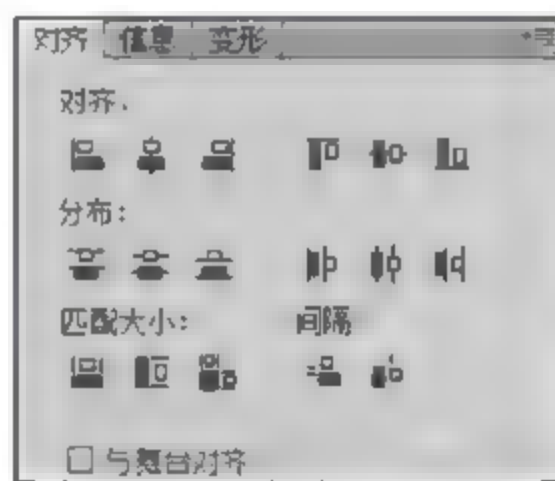 对齐 信息 变形
对齐:
分布:
匹配大小: 间隔
与舞台对齐